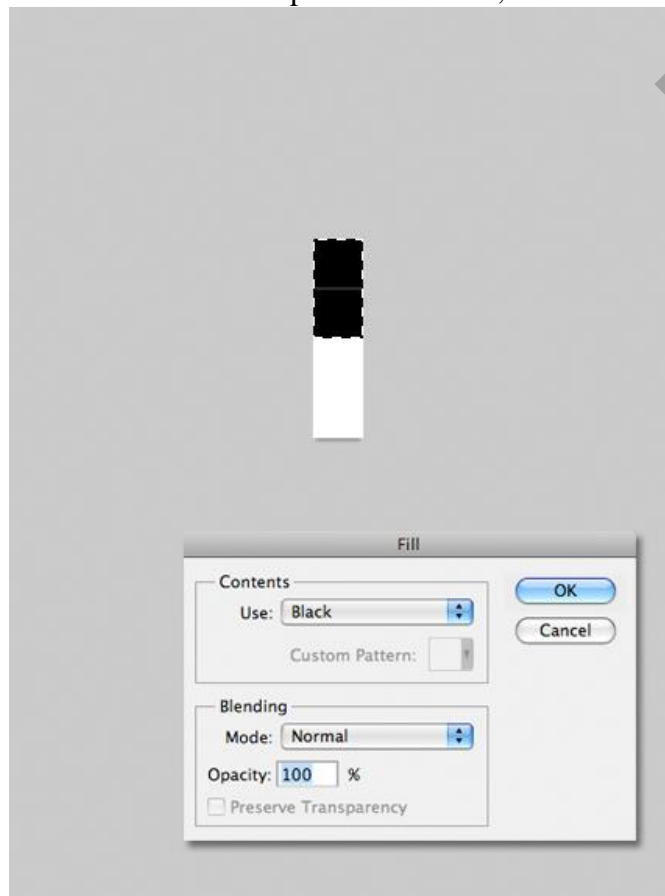 Fill
Contents
Use: Black
OK
Custom Pattern:
Cancel
Blending
Mode: Normal
Opacity: 100 %
Preserve Transparency